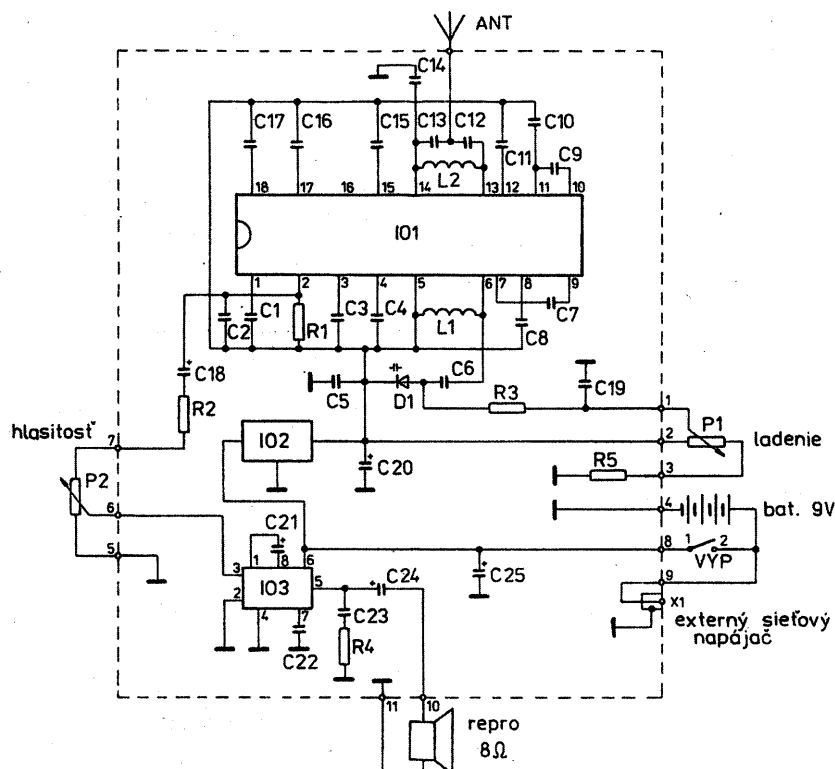 ANT
C14
C17 C16 C15 C13 C12 C10
C11 C9
L2
18 17 16 15 14 13 12 11 10
IO1
1 2 3 4 5 6 7 8 9
C2 C1 R1 C3 C4 L1 C7
C8
C18 C6
C5 D1 R3 C19
1
R2
hlasitosť
7
IO2
2
P1
ladenie
P2
C20
R5
3
6
4
bat. 9V
C21
8 1 2
VYP
5
1 8 6
3
IO3
5
C24
C25
9
2
4 7
C23
X1
externý sieťový
napájač
C22 R4
11 10
repro
8Ω